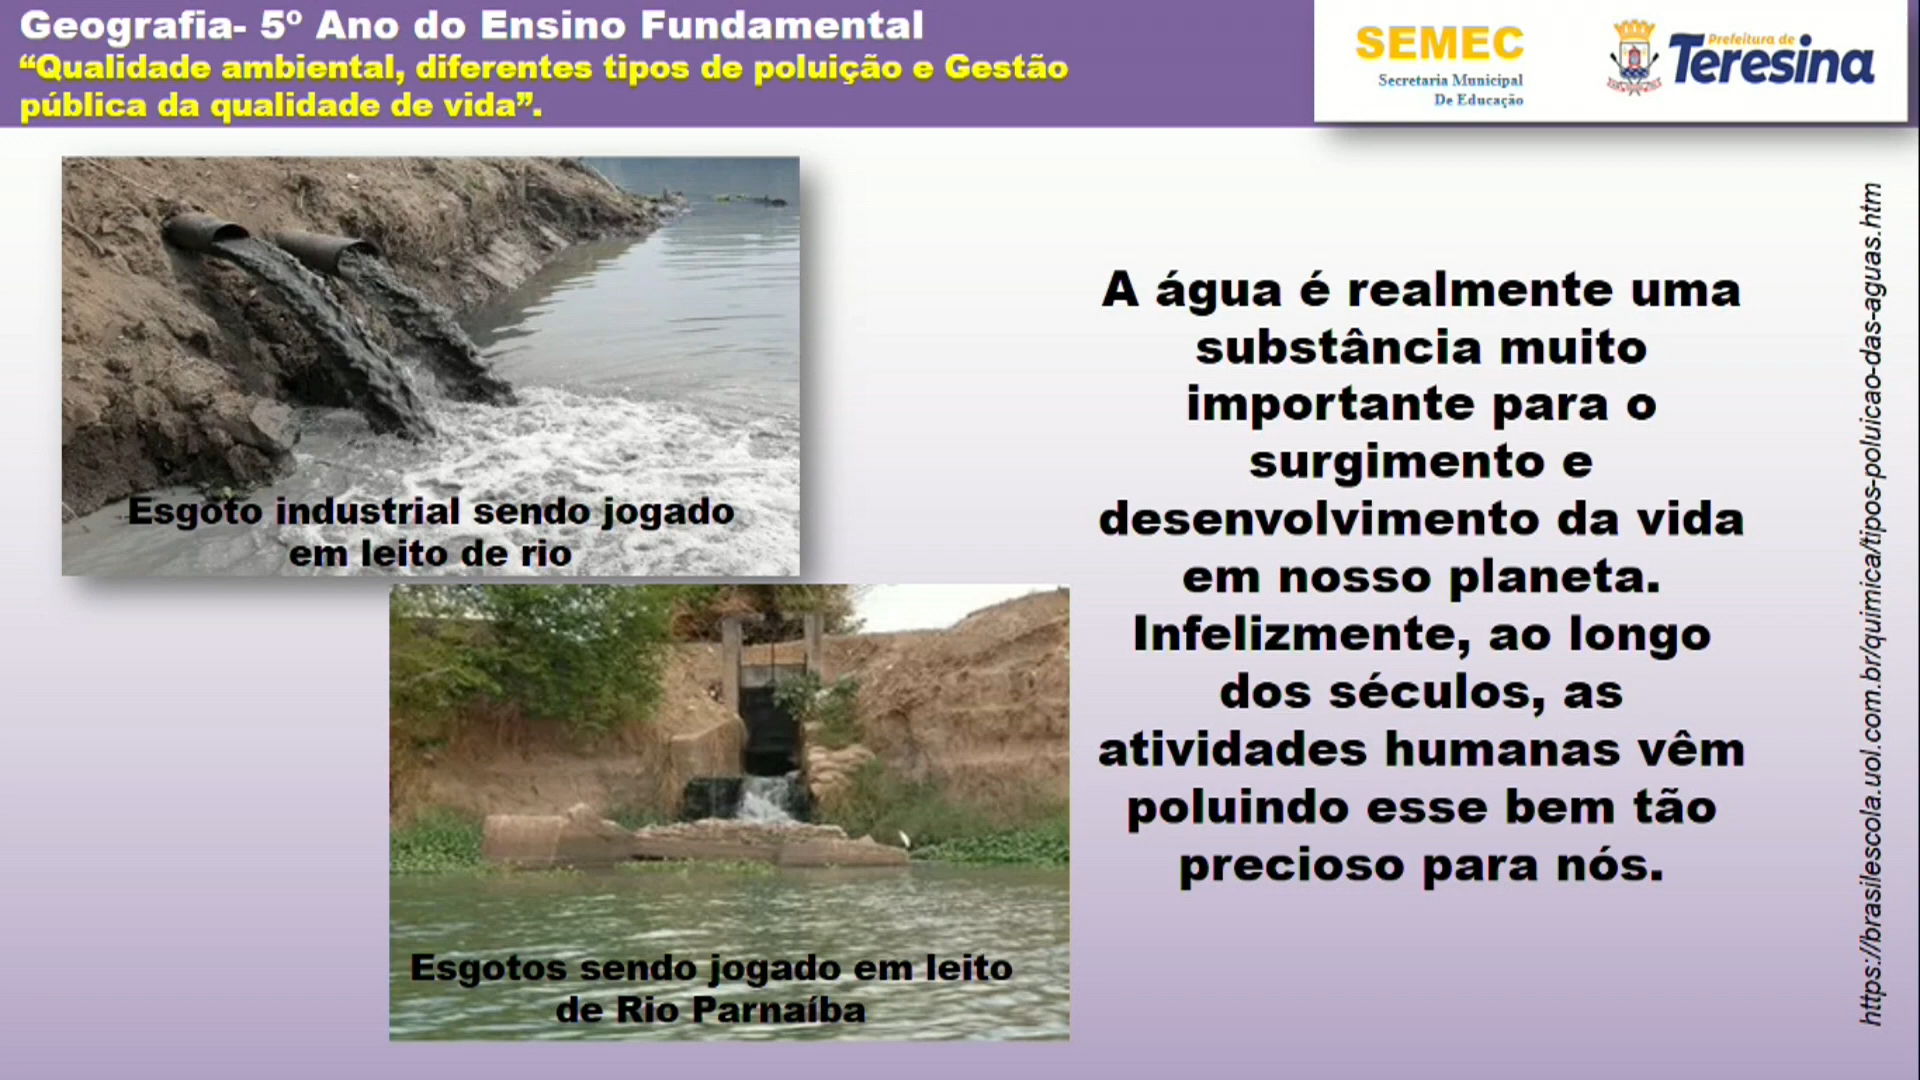 Geografia- 5º Ano do Ensino Fundamental
“Qualidade ambiental, diferentes tipos de poluição e Gestão
pública da qualidade de vida”.
SEMEC
Secretaria Municipal
De Educação
Prefeitura de
Teresina
Esgoto industrial sendo jogado
em leito de rio
Esgotos sendo jogado em leito
de Rio Parnaíba
A água é realmente uma
substância muito
importante para o
surgimento e
desenvolvimento da vida
em nosso planeta.
Infelizmente, ao longo
dos séculos, as
atividades humanas vêm
poluindo esse bem tão
precioso para nós.
https://brasilescola.uol.com.br/quimica/tipos-poluicao-das-aguas.htm